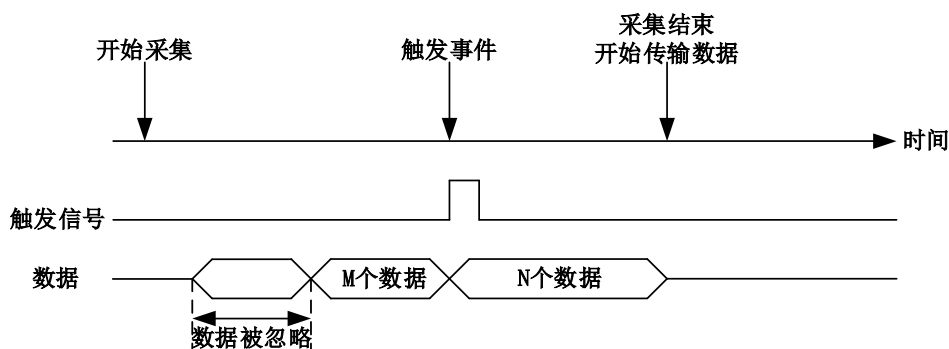 开始采集
触发事件
采集结束
开始传输数据
时间
触发信号
数据
M个数据
N个数据
数据被忽略